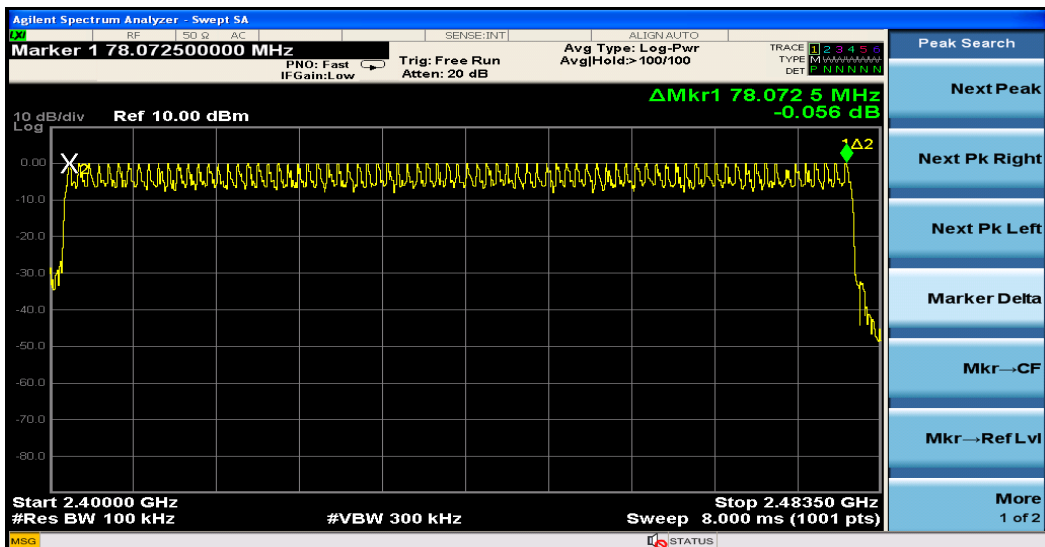 Agilent Spectrum Analyzer - Swept SA
LXI RF 50 Ω AC SENSE:INT ALIGN AUTO
Marker 1 78.072500000 MHz
PNO: Fast
IFGain:Low
Trig: Free Run
Atten: 20 dB
Avg Type: Log-Pwr
Avg|Hold:>100/100
TRACE 1 2 3 4 5 6
TYPE M
DET P N N N N N
Peak Search
ΔMkr1 78.072 5 MHz
-0.056 dB
10 dB/div Ref 10.00 dBm
Log
1Δ2
X2
0.00
-10.0
-20.0
-30.0
-40.0
-50.0
-60.0
-70.0
-80.0
Start 2.40000 GHz
Stop 2.48350 GHz
#Res BW 100 kHz
#VBW 300 kHz
Sweep 8.000 ms (1001 pts)
Next Peak
Next Pk Right
Next Pk Left
Marker Delta
Mkr→CF
Mkr→Ref Lvl
More
1 of 2
MSG
STATUS